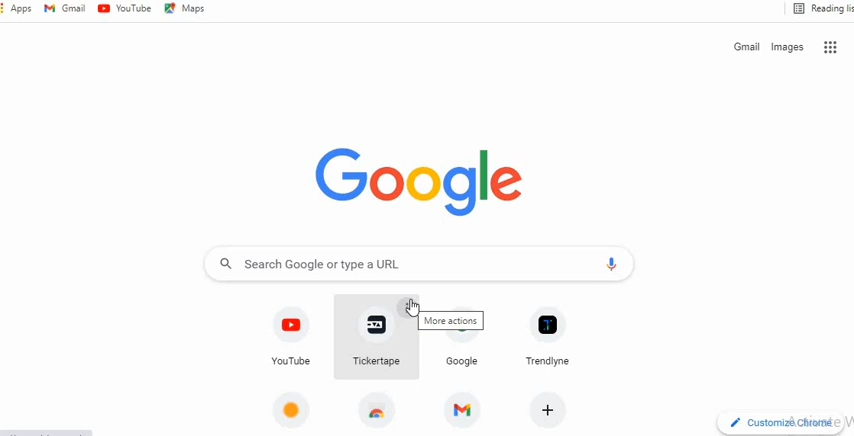 Apps Gmail YouTube Maps Reading lis
Gmail Images
Google
Search Google or type a URL
More actions
YouTube Tickertape Google Trendlyne
Customize Chrome
Activate W